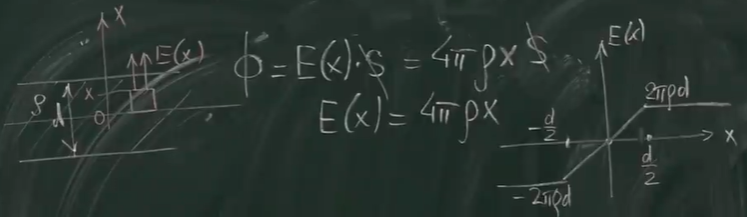 x
E(x)
ρ
d
x
0
ϕ = E(x)·S = 4πρx S
E(x) = 4πρx
E(x)
2πρd
-d/2
x
d/2
-2πρd